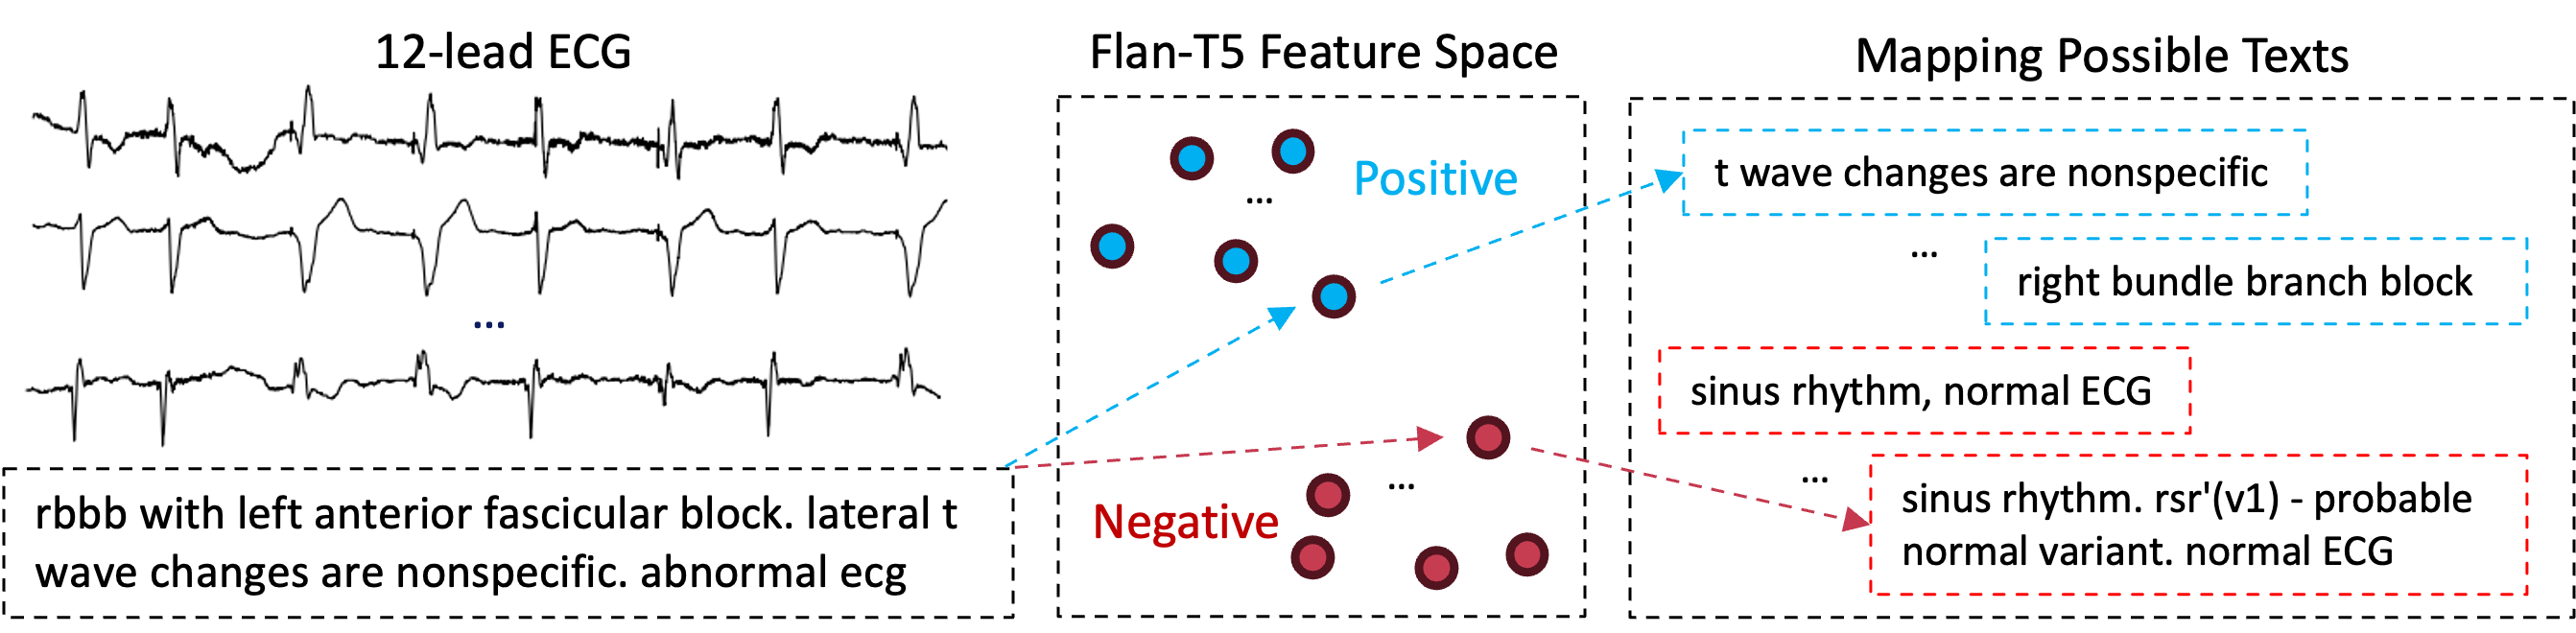 12-lead ECG
...
rbbb with left anterior fascicular block. lateral t
wave changes are nonspecific. abnormal ecg
Flan-T5 Feature Space
Positive
...
...
Negative
Mapping Possible Texts
t wave changes are nonspecific
...
right bundle branch block
sinus rhythm, normal ECG
...
sinus rhythm. rsr'(v1) - probable
normal variant. normal ECG